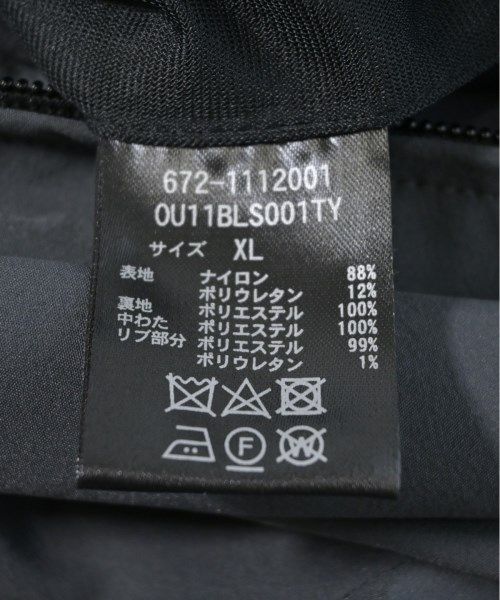 672-1112001
OU11BLS001TY
サイズ XL
表地 ナイロン 88%
ポリウレタン 12%
裏地 ポリエステル 100%
中わた ポリエステル 100%
リブ部分 ポリエステル 99%
ポリウレタン 1%
F W